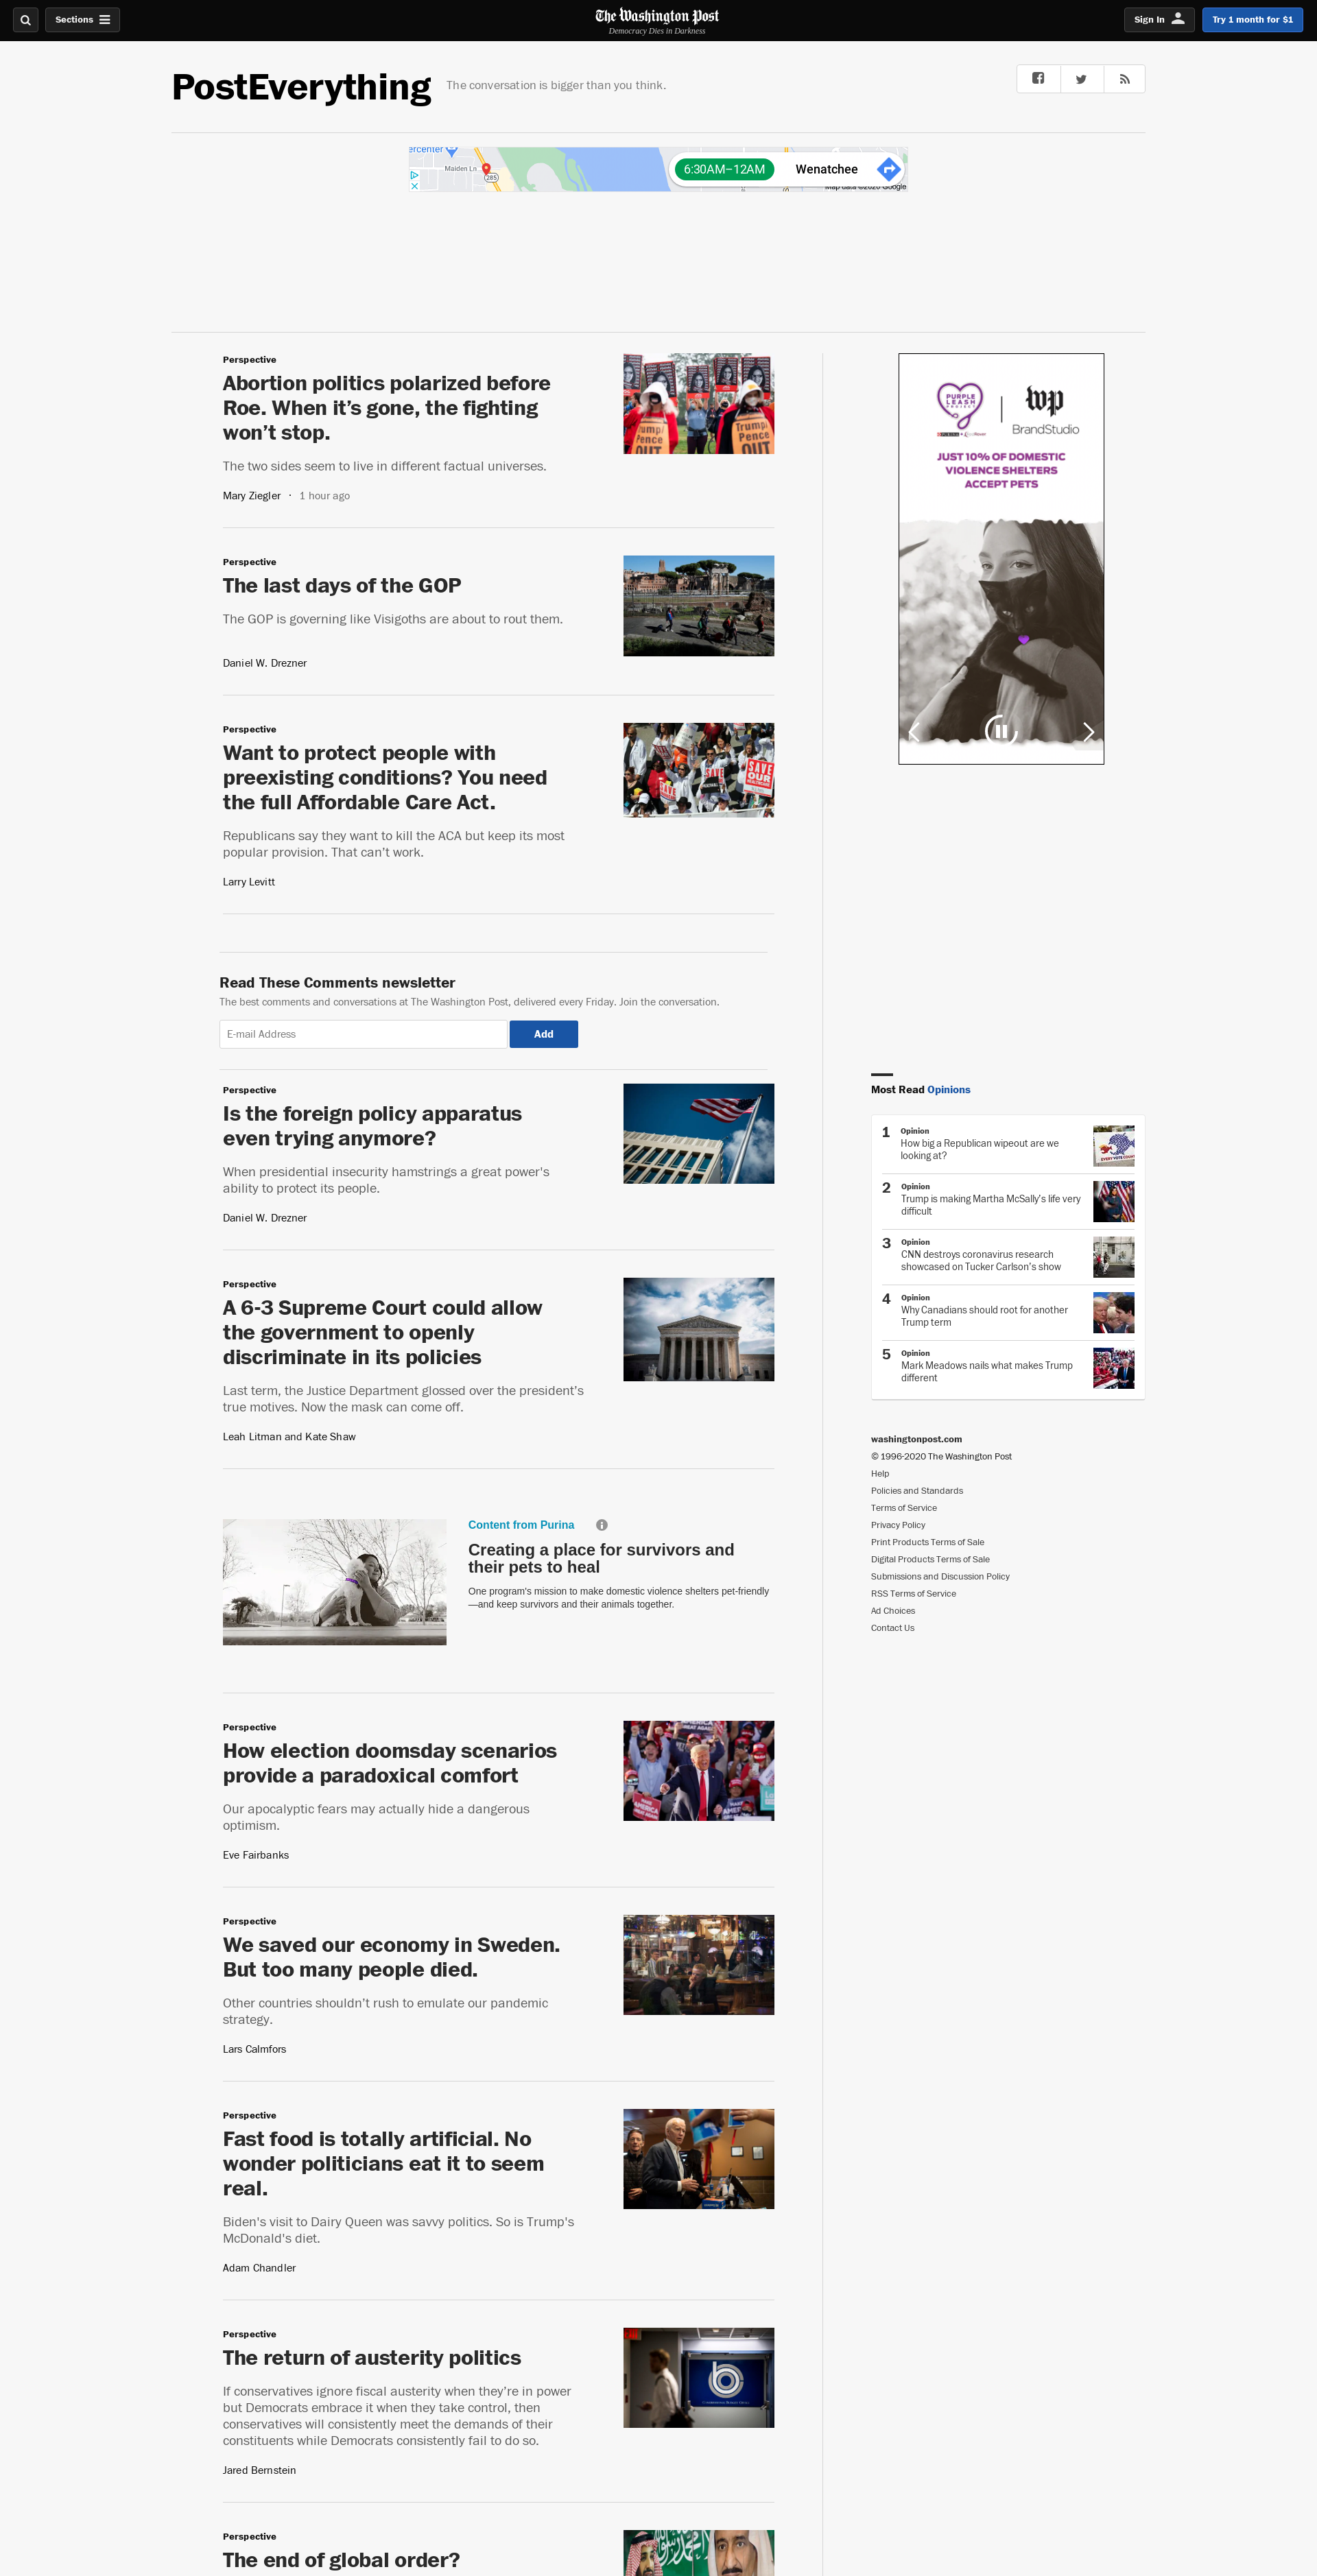 Sections
The Washington Post
Democracy Dies in Darkness
Sign In
Try 1 month for $1
PostEverything
The conversation is bigger than you think.
Maiden Ln
285
6:30AM–12AM
Wenatchee
Map data ©2020 Google
Perspective
Abortion politics polarized before
Roe. When it’s gone, the fighting
won’t stop.
The two sides seem to live in different factual universes.
Mary Ziegler · 1 hour ago
Trump
Pence
OUT
Trump
Pence
OUT
PURPLE
LEASH
PROJECT
wp
BrandStudio
JUST 10% OF DOMESTIC
VIOLENCE SHELTERS
ACCEPT PETS
Perspective
The last days of the GOP
The GOP is governing like Visigoths are about to rout them.
Daniel W. Drezner
Perspective
Want to protect people with
preexisting conditions? You need
the full Affordable Care Act.
Republicans say they want to kill the ACA but keep its most
popular provision. That can’t work.
Larry Levitt
SAVE
SAVE
SAVE
OUR
Read These Comments newsletter
The best comments and conversations at The Washington Post, delivered every Friday. Join the conversation.
E-mail Address
Add
Perspective
Is the foreign policy apparatus
even trying anymore?
When presidential insecurity hamstrings a great power's
ability to protect its people.
Daniel W. Drezner
Perspective
A 6-3 Supreme Court could allow
the government to openly
discriminate in its policies
Last term, the Justice Department glossed over the president’s
true motives. Now the mask can come off.
Leah Litman and Kate Shaw
Most Read Opinions
1
Opinion
How big a Republican wipeout are we
looking at?
EVERY VOTE COUNTS
2
Opinion
Trump is making Martha McSally’s life very
difficult
3
Opinion
CNN destroys coronavirus research
showcased on Tucker Carlson’s show
4
Opinion
Why Canadians should root for another
Trump term
5
Opinion
Mark Meadows nails what makes Trump
different
washingtonpost.com
© 1996-2020 The Washington Post
Help
Policies and Standards
Terms of Service
Privacy Policy
Print Products Terms of Sale
Digital Products Terms of Sale
Submissions and Discussion Policy
RSS Terms of Service
Ad Choices
Contact Us
Content from Purina
Creating a place for survivors and
their pets to heal
One program's mission to make domestic violence shelters pet-friendly
—and keep survivors and their animals together.
Perspective
How election doomsday scenarios
provide a paradoxical comfort
Our apocalyptic fears may actually hide a dangerous
optimism.
Eve Fairbanks
Perspective
We saved our economy in Sweden.
But too many people died.
Other countries shouldn’t rush to emulate our pandemic
strategy.
Lars Calmfors
Perspective
Fast food is totally artificial. No
wonder politicians eat it to seem
real.
Biden's visit to Dairy Queen was savvy politics. So is Trump's
McDonald's diet.
Adam Chandler
Perspective
The return of austerity politics
If conservatives ignore fiscal austerity when they’re in power
but Democrats embrace it when they take control, then
conservatives will consistently meet the demands of their
constituents while Democrats consistently fail to do so.
Jared Bernstein
Perspective
The end of global order?